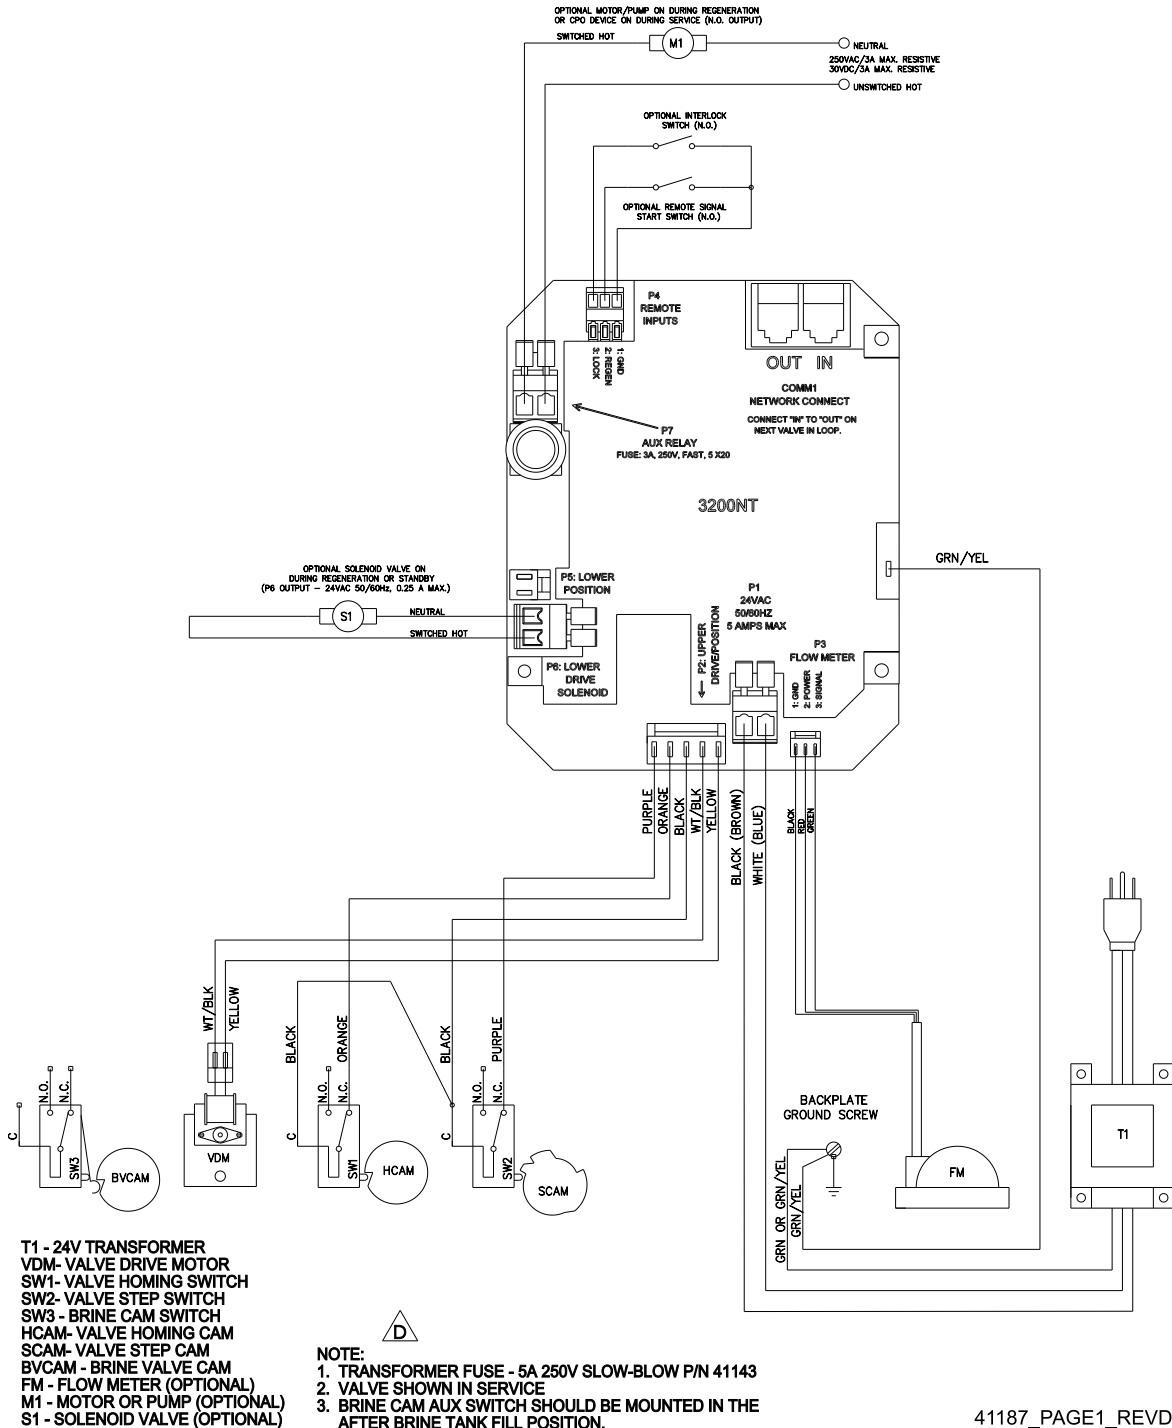 OPTIONAL MOTOR/PUMP ON DURING REGENERATION
OR CPO DEVICE ON DURING SERVICE (N.O. OUTPUT)
SWITCHED HOT
M1
NEUTRAL
250VAC/3A MAX. RESISTIVE
30VDC/3A MAX. RESISTIVE
UNSWITCHED HOT
OPTIONAL INTERLOCK
SWITCH (N.O.)
OPTIONAL REMOTE SIGNAL
START SWITCH (N.O.)
P4
REMOTE
INPUTS
3: LOCK
2: REGEN
1: GND
OUT IN
COMM1
NETWORK CONNECT
CONNECT "IN" TO "OUT" ON
NEXT VALVE IN LOOP.
P7
AUX RELAY
FUSE: 3A, 250V, FAST, 5 X20
3200NT
GRN/YEL
OPTIONAL SOLENOID VALVE ON
DURING REGENERATION OR STANDBY
(P6 OUTPUT - 24VAC 50/60Hz, 0.25 A MAX.)
S1
NEUTRAL
SWITCHED HOT
P5: LOWER
POSITION
P6: LOWER
DRIVE
SOLENOID
P2: UPPER
DRIVE/POSITION
P1
24VAC
50/60HZ
5 AMPS MAX
P3
FLOW METER
1: GND
2: POWER
3: SIGNAL
PURPLE
ORANGE
BLACK
WT/BLK
YELLOW
BLACK (BROWN)
WHITE (BLUE)
BLACK
RED
GREEN
WT/BLK
YELLOW
BLACK
ORANGE
BLACK
PURPLE
C
N.O.
N.C.
SW3
BVCAM
VDM
C
N.O.
N.C.
SW1
HCAM
C
N.O.
N.C.
SW2
SCAM
BACKPLATE
GROUND SCREW
GRN OR GRN/YEL
GRN/YEL
FM
T1
T1 - 24V TRANSFORMER
VDM- VALVE DRIVE MOTOR
SW1- VALVE HOMING SWITCH
SW2- VALVE STEP SWITCH
SW3 - BRINE CAM SWITCH
HCAM- VALVE HOMING CAM
SCAM- VALVE STEP CAM
BVCAM - BRINE VALVE CAM
FM - FLOW METER (OPTIONAL)
M1 - MOTOR OR PUMP (OPTIONAL)
S1 - SOLENOID VALVE (OPTIONAL)
D
NOTE:
1. TRANSFORMER FUSE - 5A 250V SLOW-BLOW P/N 41143
2. VALVE SHOWN IN SERVICE
3. BRINE CAM AUX SWITCH SHOULD BE MOUNTED IN THE
AFTER BRINE TANK FILL POSITION.
41187_PAGE1_REVD